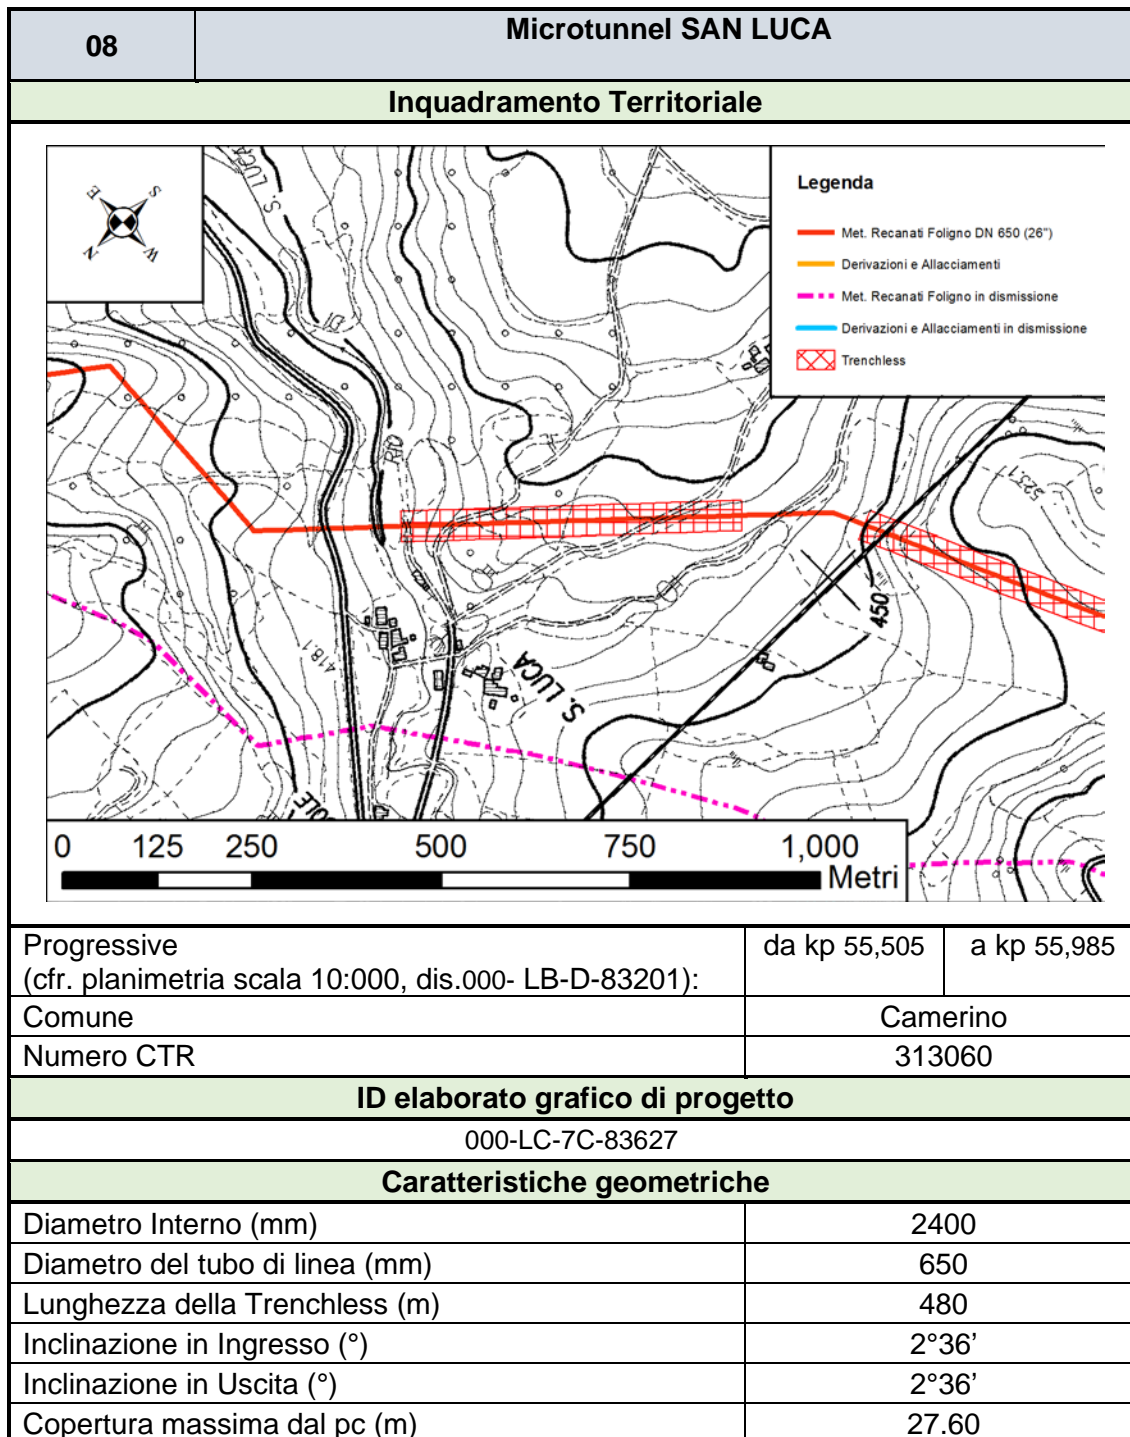 08
Microtunnel SAN LUCA
Inquadramento Territoriale
S
E
N
W
S. LUCA
DI
RIO
Legenda
Met. Recanati Foligno DN 650 (26")
Derivazioni e Allacciamenti
Met. Recanati Foligno in dismissione
Derivazioni e Allacciamenti in dismissione
Trenchless
523.1
450
418.1
S. LUCA
0 125 250 500 750 1,000
Metri
Progressive da kp 55,505 a kp 55,985
(cfr. planimetria scala 10:000, dis.000- LB-D-83201):
Comune Camerino
Numero CTR 313060
ID elaborato grafico di progetto
000-LC-7C-83627
Caratteristiche geometriche
Diametro Interno (mm) 2400
Diametro del tubo di linea (mm) 650
Lunghezza della Trenchless (m) 480
Inclinazione in Ingresso (°) 2°36’
Inclinazione in Uscita (°) 2°36’
Copertura massima dal pc (m) 27.60